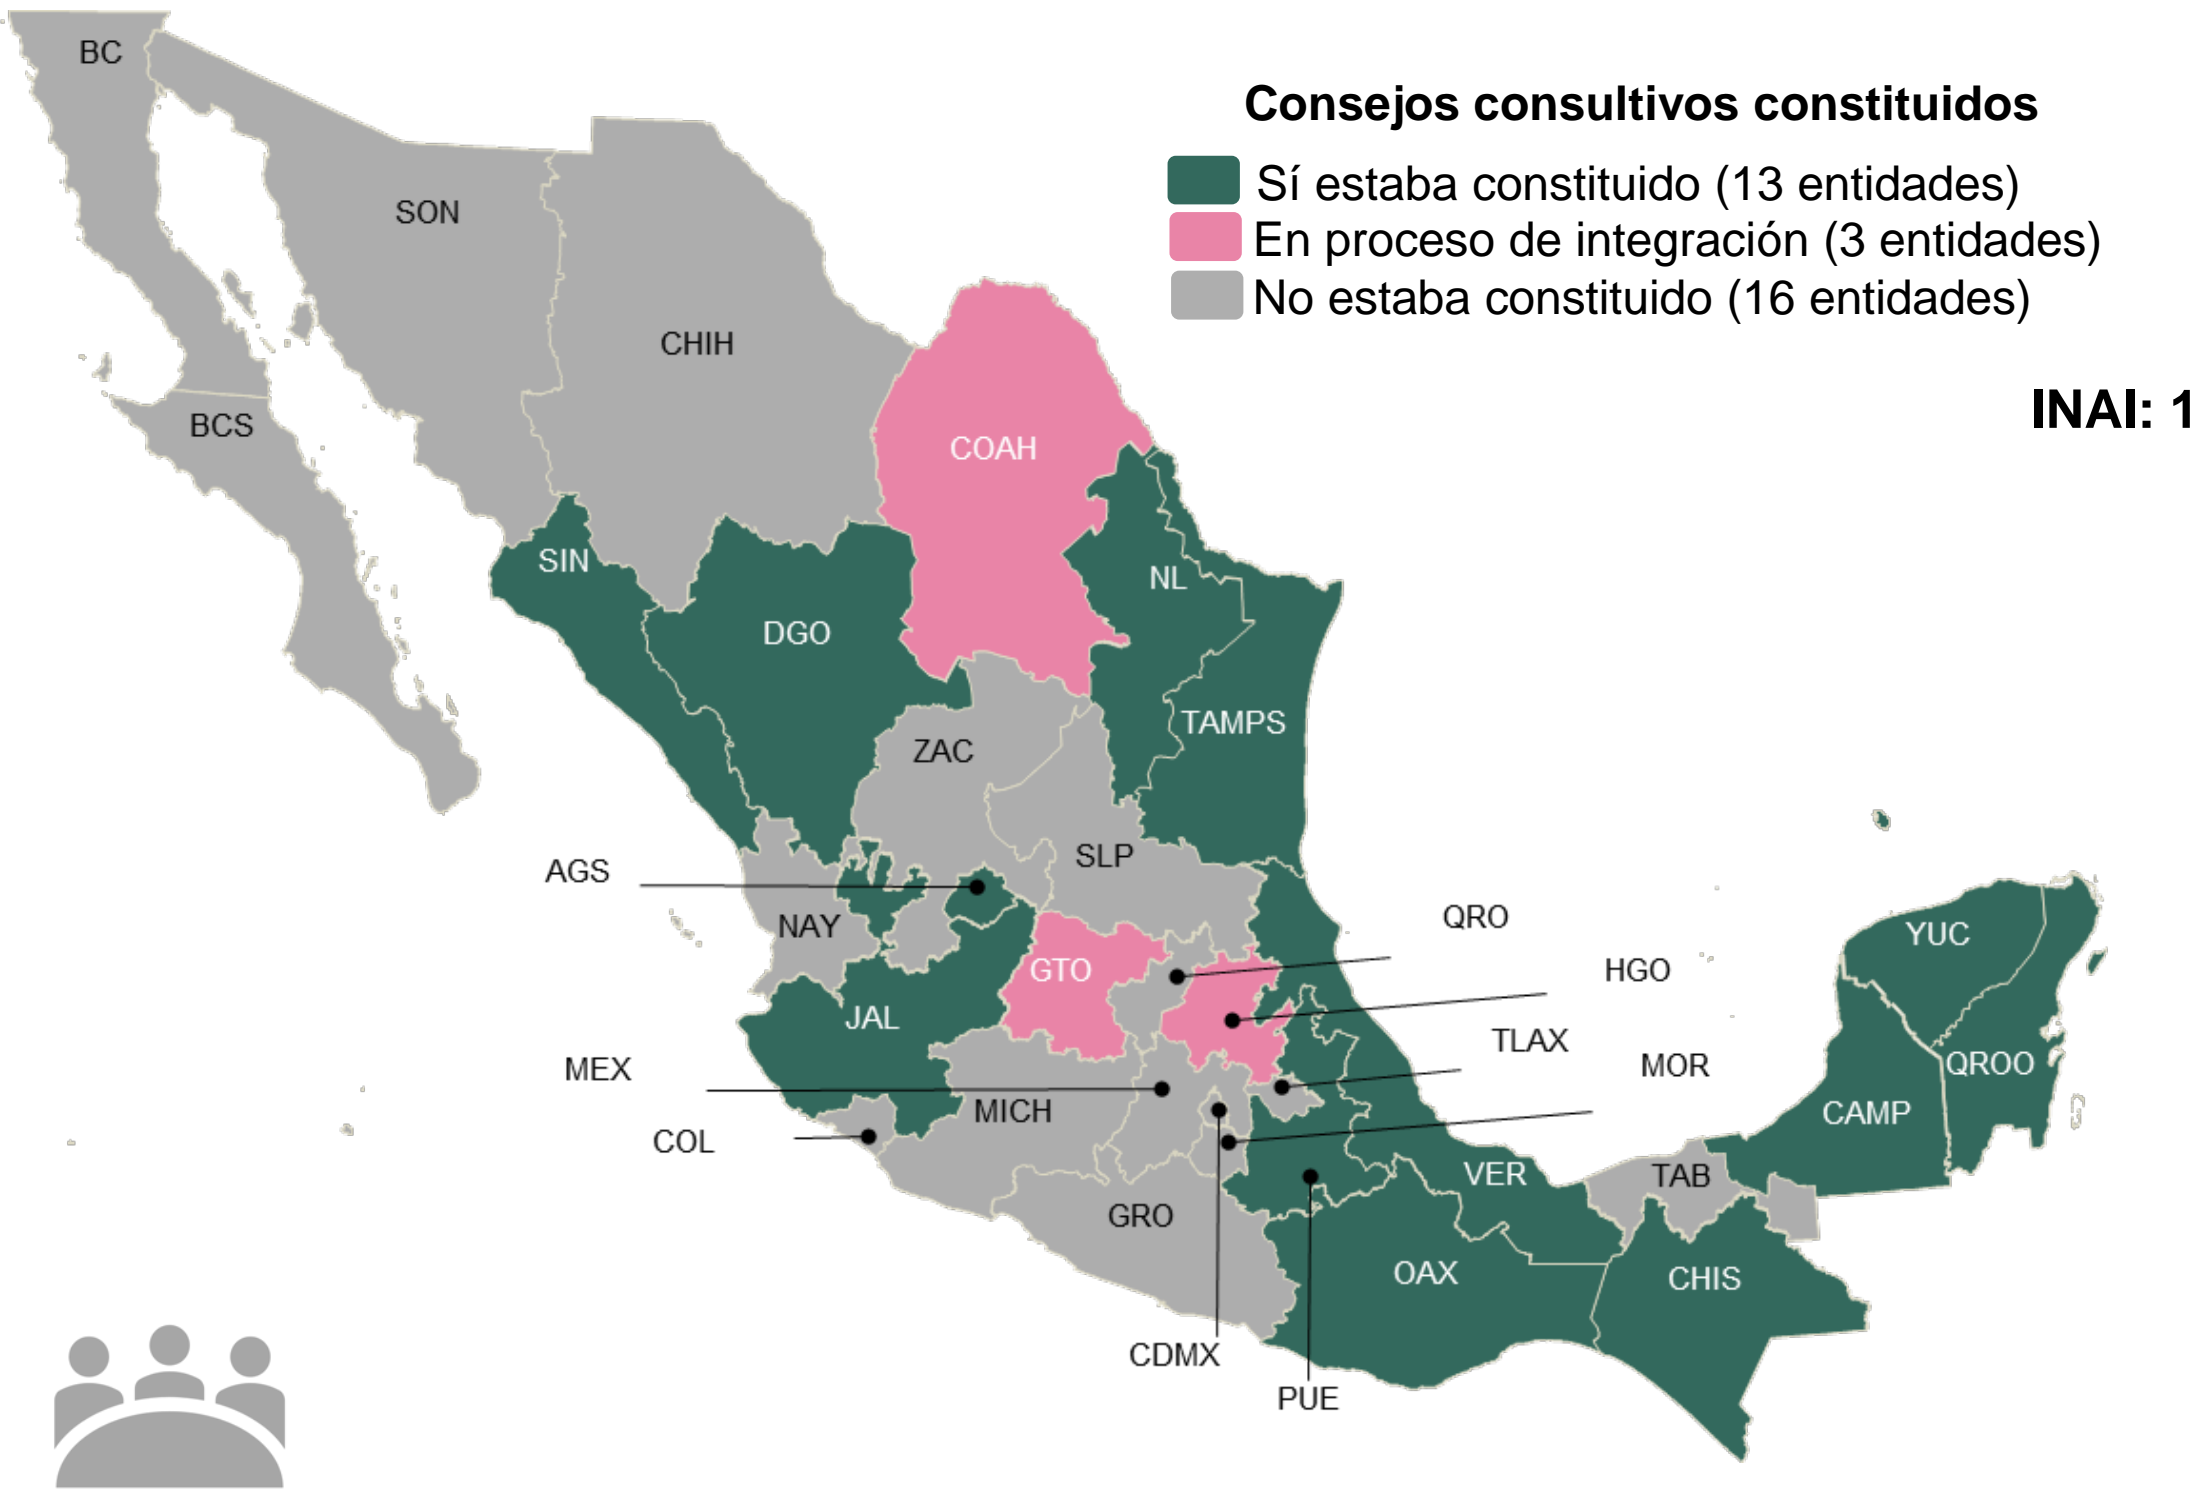 BC
Consejos consultivos constituidos
Sí estaba constituido (13 entidades)
SON
En proceso de integración (3 entidades)
No estaba constituido (16 entidades)
CHIH
INAI: 1
BCS
COAH
SIN
NL
DGO
TAMPS
ZAC
SLP
AGS
QRO
NAY
YUC
GTO
HGO
JAL
TLAX
MEX
MOR
QROO
MICH
CAMP
COL
VER
TAB
GRO
OAX
CHIS
CDMX
PUE